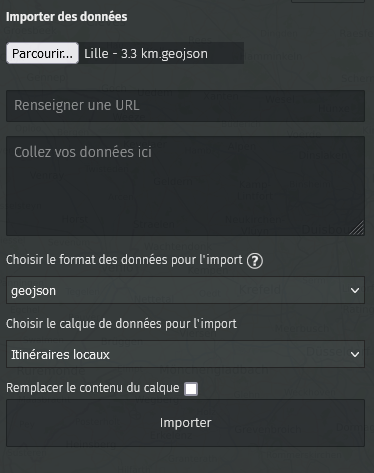 Importer des données
Parcourir... Lille - 3.3 km.geojson
Renseigner une URL
Collez vos données ici
Choisir le format des données pour l'import ?
geojson
Choisir le calque de données pour l'import
Itinéraires locaux
Remplacer le contenu du calque
Importer